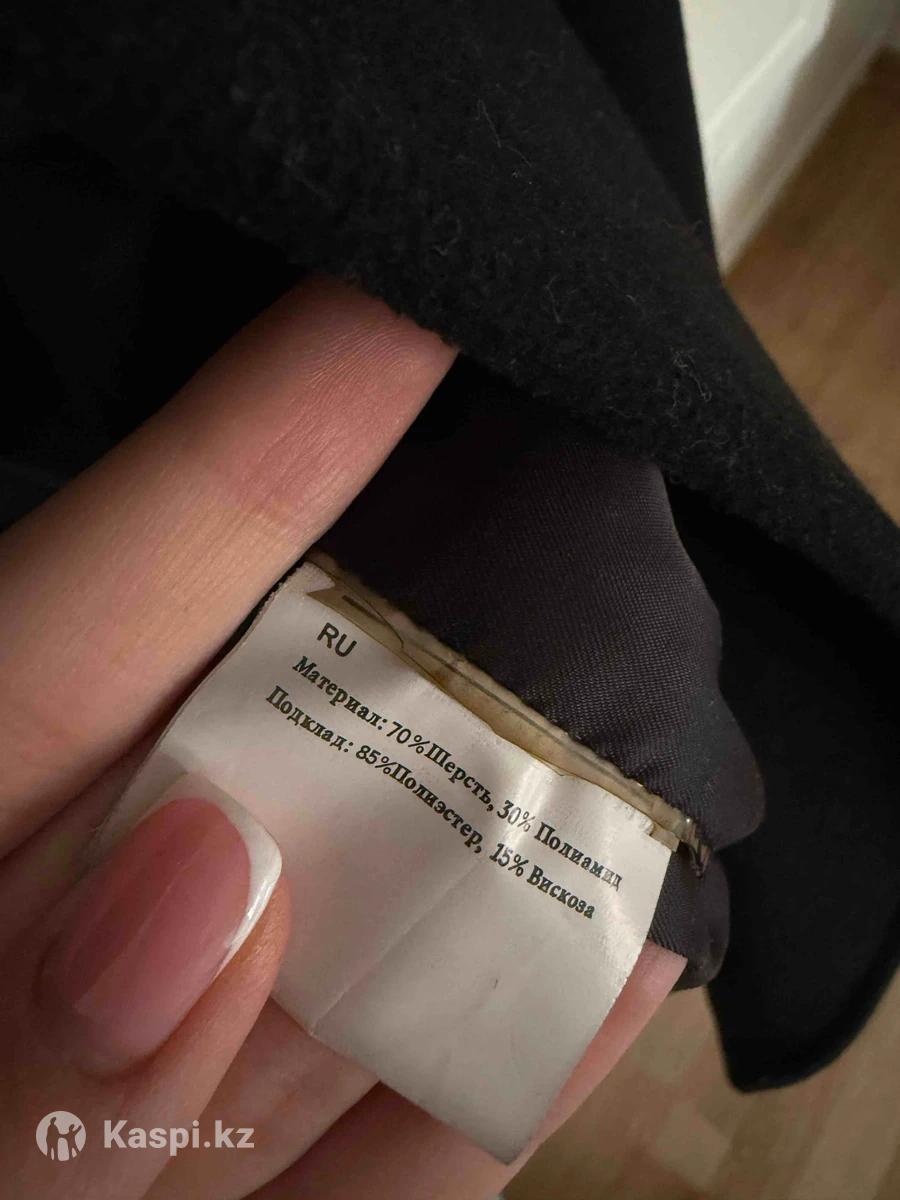 RU
Материал: 70%Шерсть, 30% Полиамид
Подклад: 85%Полиэстер, 15% Вискоза
Kaspi.kz